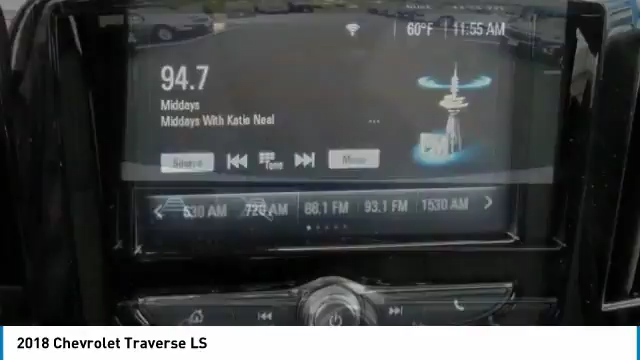 60°F 11:55 AM
94.7
Middays
Middays With Katie Neal
...
Source Tune Menu
530 AM 720 AM 88.1 FM 93.1 FM 1530 AM
2018 Chevrolet Traverse LS